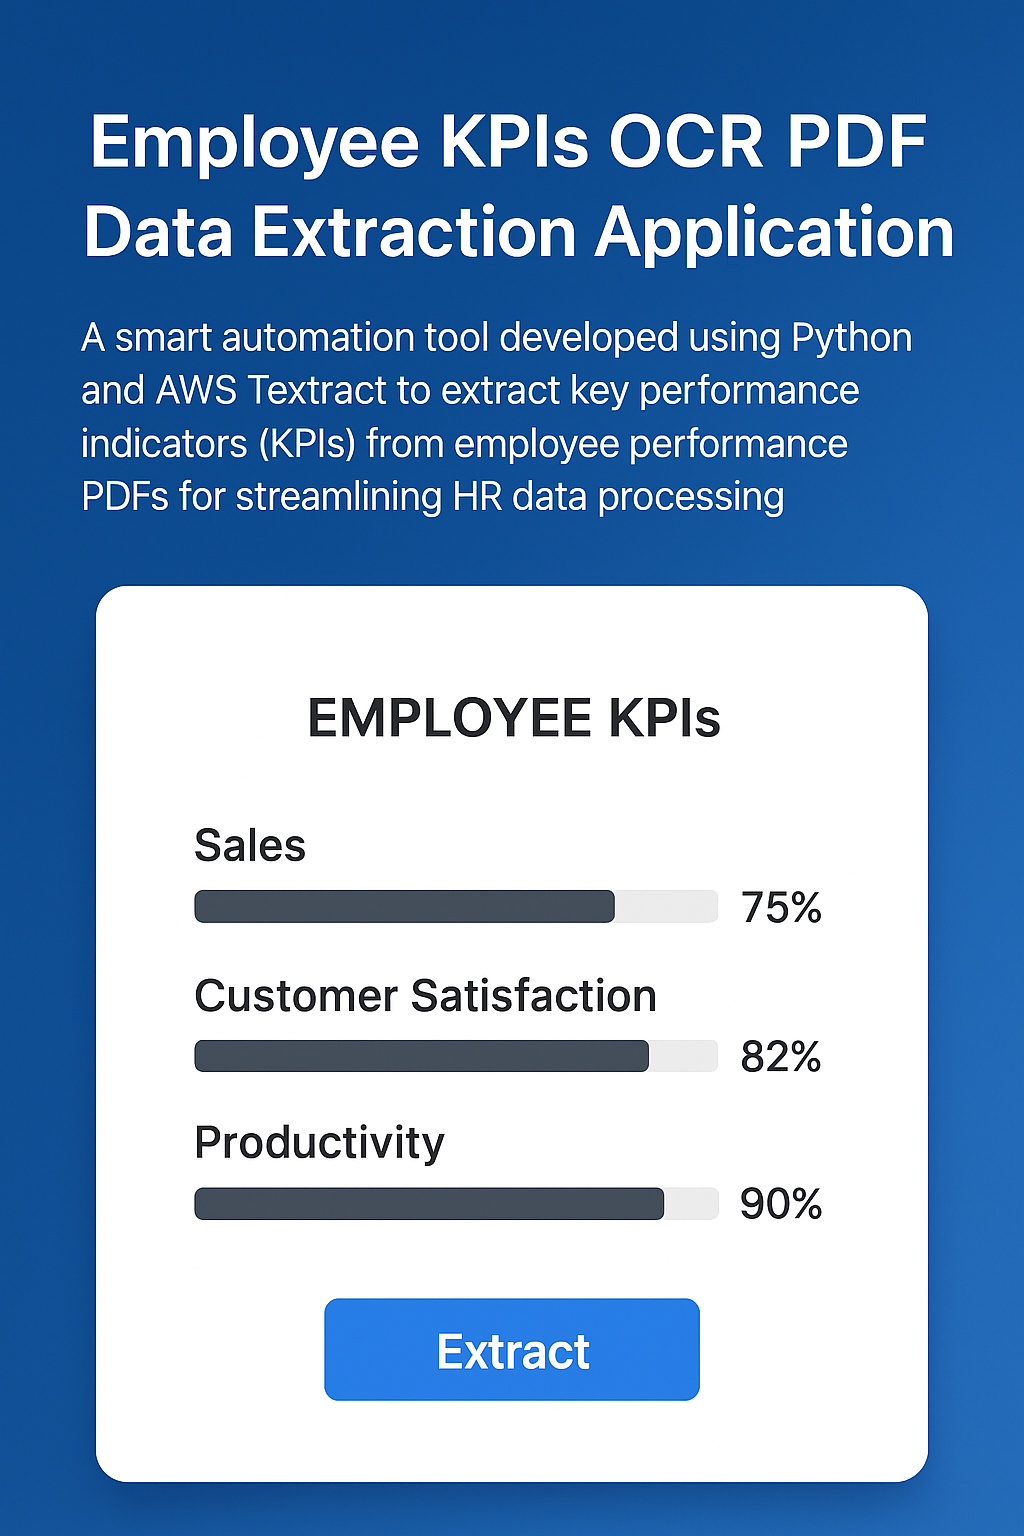 Employee KPIs OCR PDF
Data Extraction Application
A smart automation tool developed using Python
and AWS Textract to extract key performance
indicators (KPIs) from employee performance
PDFs for streamlining HR data processing
EMPLOYEE KPIs
Sales
75%
Customer Satisfaction
82%
Productivity
90%
Extract